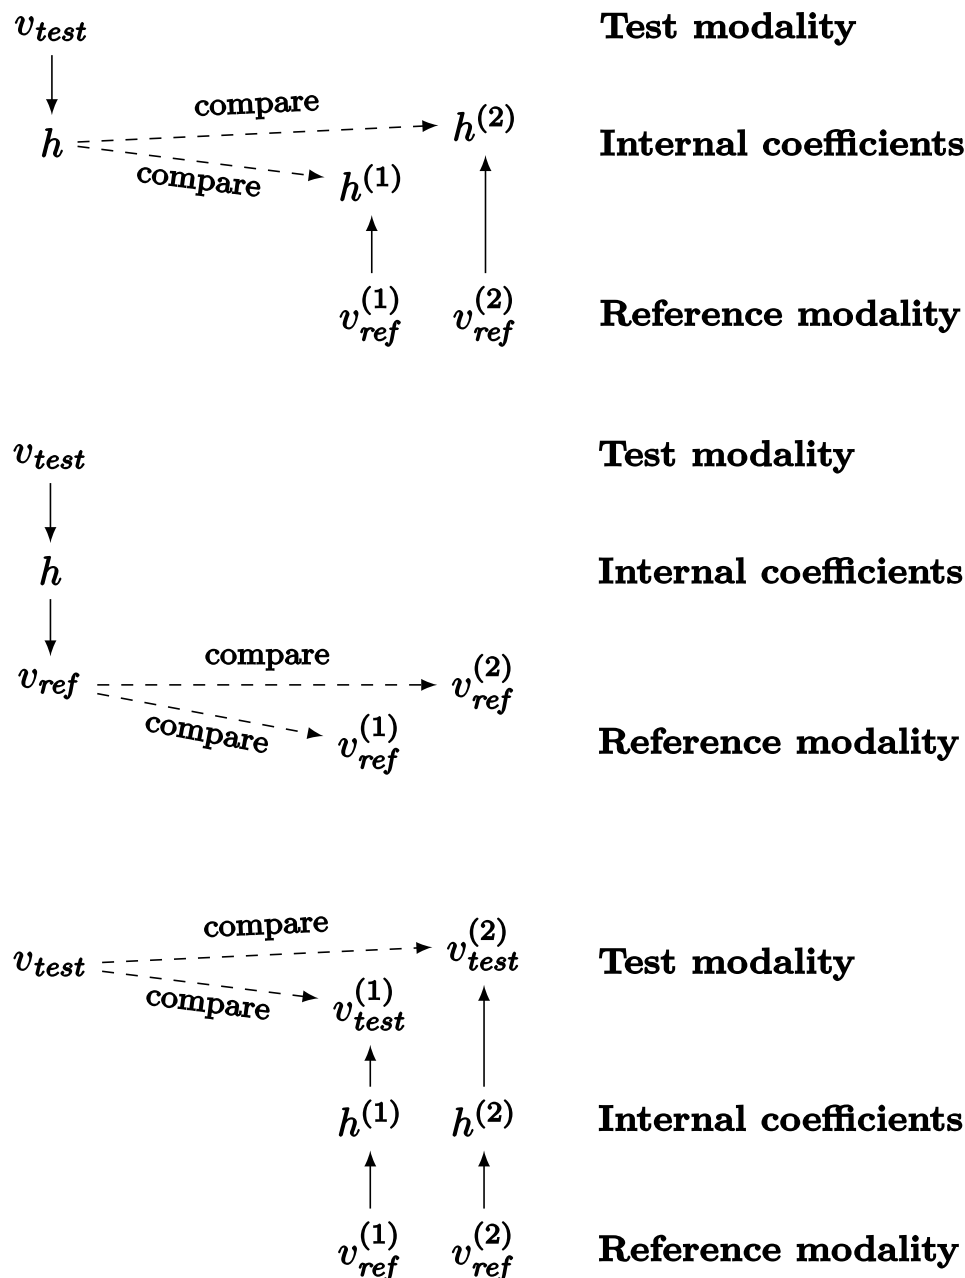 v_test Test modality
compare
h h^(2) Internal coefficients
compare h^(1)
v_ref^(1) v_ref^(2) Reference modality
v_test Test modality
h Internal coefficients
compare
v_ref v_ref^(2)
compare v_ref^(1) Reference modality
compare
v_test v_test^(2) Test modality
compare v_test^(1)
h^(1) h^(2) Internal coefficients
v_ref^(1) v_ref^(2) Reference modality